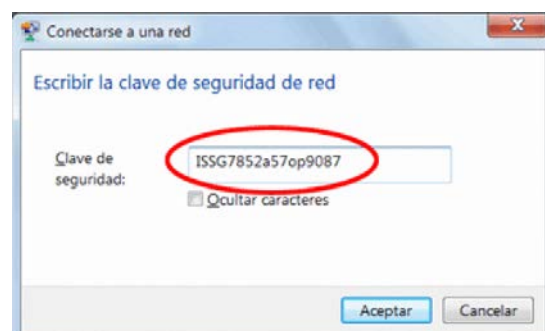 Conectarse a una red
Escribir la clave de seguridad de red
Clave de seguridad:
ISSG7852a57op9087
Ocultar caracteres
Aceptar
Cancelar